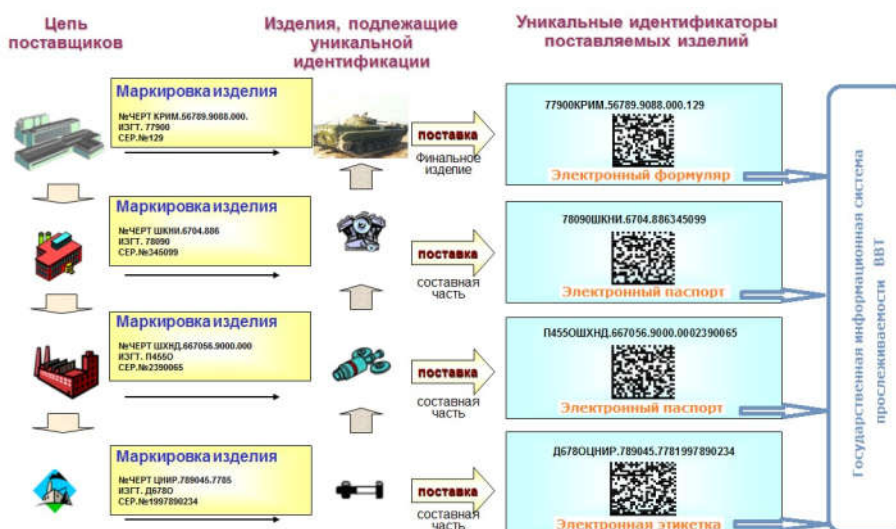 Цепь
поставщиков
Изделия, подлежащие
уникальной
идентификации
Уникальные идентификаторы
поставляемых изделий
Маркировка изделия
№ЧЕРТ КРИМ.56789.9088.000.
ИЗГТ. 77900
СЕР.№129
поставка
Финальное
изделие
77900КРИМ.56789.9088.000.129
Электронный формуляр
Маркировка изделия
№ЧЕРТ ШКНИ.6704.886
ИЗГТ. 78090
СЕР.№345099
поставка
составная
часть
78090ШКНИ.6704.886345099
Электронный паспорт
Маркировка изделия
№ЧЕРТ ШХНД.667056.9000.000
ИЗГТ. П455О
СЕР.№2390065
поставка
составная
часть
П455ОШХНД.667056.9000.0002390065
Электронный паспорт
Маркировка изделия
№ЧЕРТ ЦНИР.789045.7785
ИЗГТ. Д678О
СЕР.№1997890234
поставка
составная
часть
Д678ОЦНИР.789045.7781997890234
Электронная этикетка
Государственная информационная система
прослеживаемости ВВТ